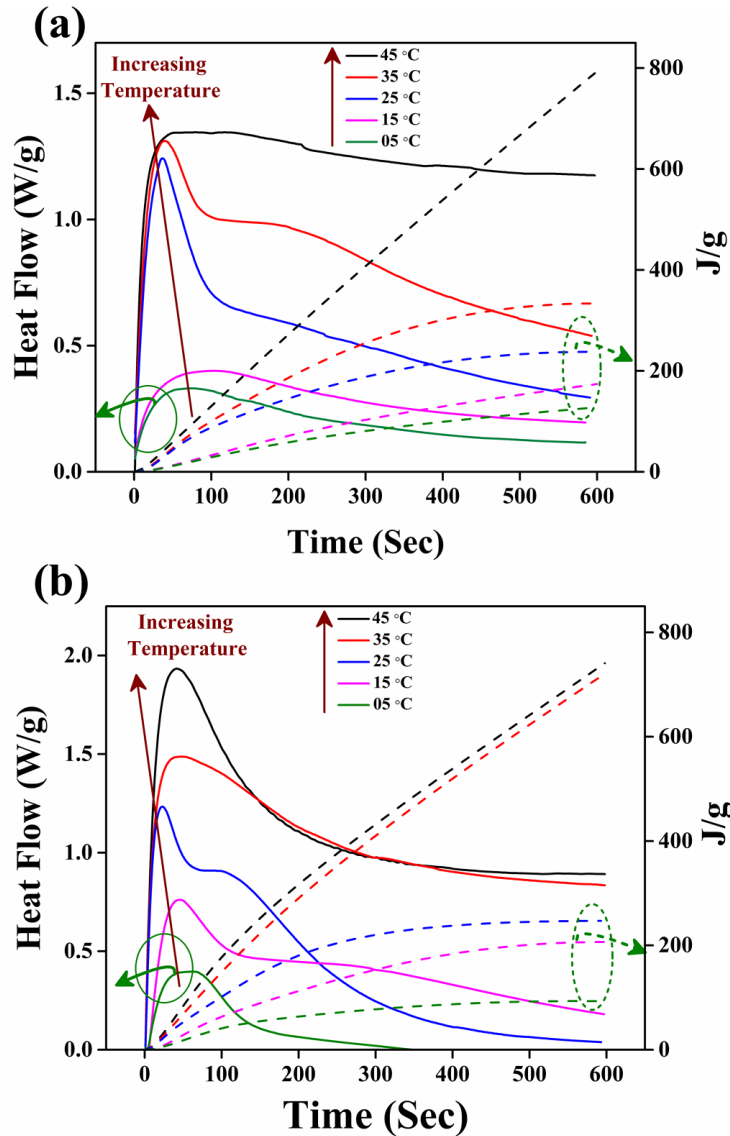 (a)
Increasing
Temperature
45 °C
35 °C
25 °C
15 °C
05 °C
Heat Flow (W/g)
1.5
1.0
0.5
0.0
800
600
400
200
0
J/g
0 100 200 300 400 500 600
Time (Sec)
(b)
Increasing
Temperature
45 °C
35 °C
25 °C
15 °C
05 °C
Heat Flow (W/g)
2.0
1.5
1.0
0.5
0.0
800
600
400
200
0
J/g
0 100 200 300 400 500 600
Time (Sec)